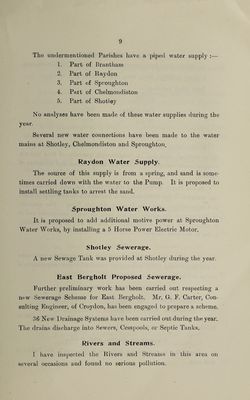 9
The undermentioned Parishes have a piped water supply :—
1. Part of Brantham
2. Part of Raydon
3. Part of Sproughton
4. Part of Chelmondiston
5. Part of Shotley
No analyses have been made of these water supplies during the
year.
Several new water connections have been made to the water
mains at Shotley, Chelmondiston and Sproughton.
Raydon Water Supply.
The source of this supply is from a spring, and sand is some-
times carried down with the water to the Pump. It is proposed to
install settling tanks to arrest the sand.
Sproughton Water Works.
It is proposed to add additional motive power at Sproughton
Water Works, by installing a 5 Horse Power Electric Motor.
Shotley Sewerage.
A new Sewage Tank was provided at Shotley during the year
East Bergholt Proposed Sewerage.
Further preliminary work has been carried out respecting a
new Sewerage Scheme for East Bergholt. Mr. G. F. Carter, Con-
sulting Engineer, of Croydon, has been engaged to prepare a scheme.
36 New Drainage Systems have been carried out during the year.
The drains discharge into Sewers, Cesspools, or Septic Tanks.
Rivers and Streams.
I have inspected the Rivers and Streams in this area on
several occasions and found no serious pollution.